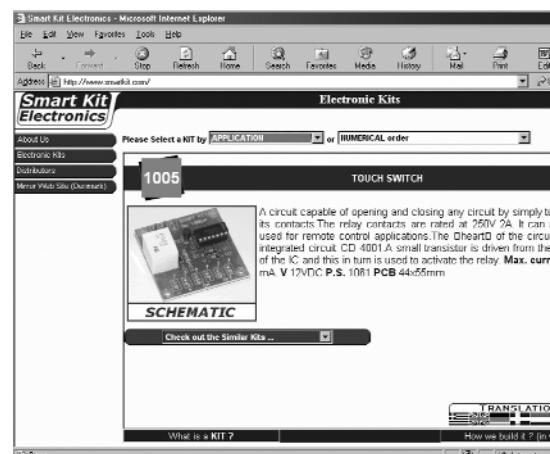 Smart Kit Electronics - Microsoft Internet Explorer
File Edit View Favorites Tools Help
Back Forward Stop Refresh Home Search Favorites Media History Mail Print
Address http://www.smartkit.com/
Smart Kit
Electronics
Electronic Kits
Please Select a KIT by APPLICATION or NUMERICAL order
About Us
Electronic Kits
Distributors
Mirror Web Site (Denmark)
1005
TOUCH SWITCH
A circuit capable of opening and closing any circuit by simply
its contacts.The relay contacts are rated at 250V 2A. It can
used for remote control applications.The ☐heart☐ of the
integrated circuit CD 4001.A small transistor is driven from the
of the IC and this in turn is used to activate the relay. Max.
mA. V 12VDC P.S. 1081 PCB 44x55mm
SCHEMATIC
Check out the Similar Kits ...
TRANSLATIO
What is a KIT ?
How we build it ? (in